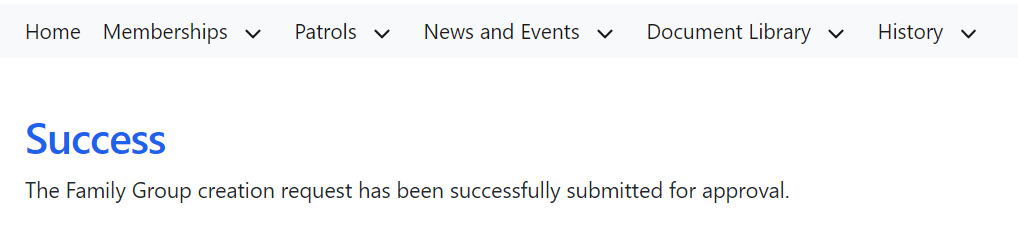 Home Memberships Patrols News and Events Document Library History
Success
The Family Group creation request has been successfully submitted for approval.